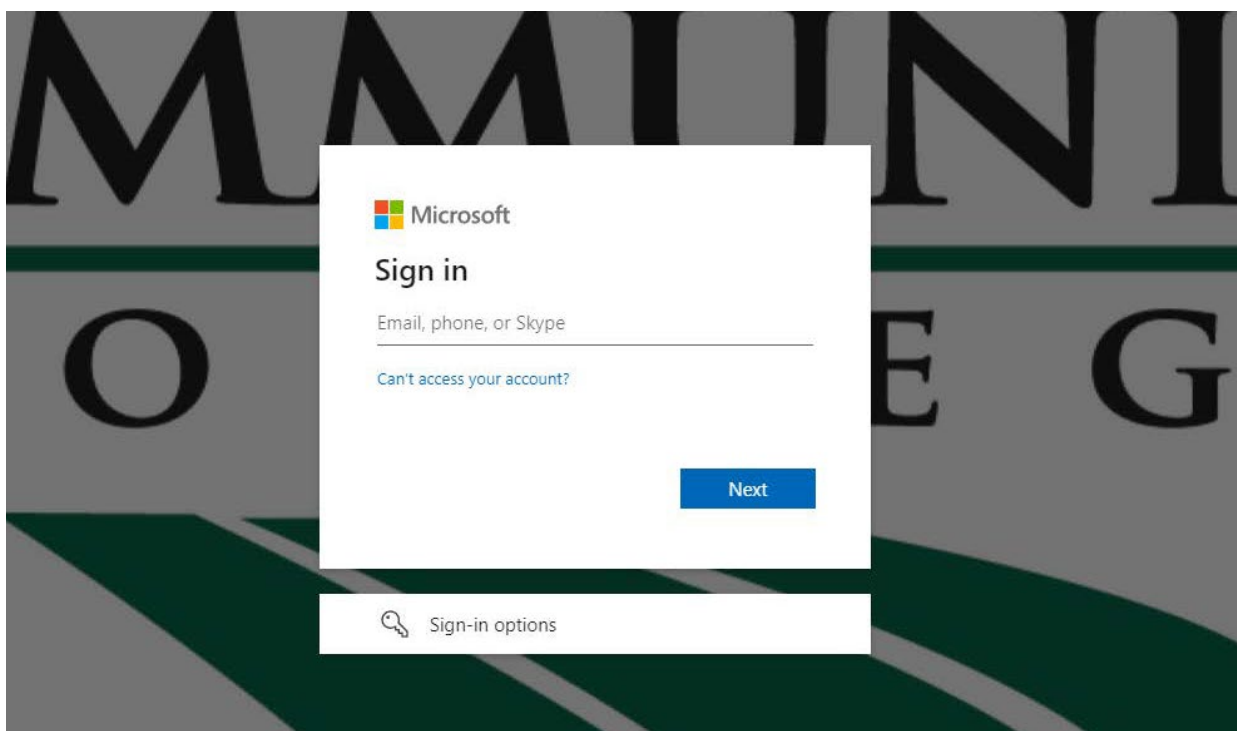 MMUNI
Microsoft
Sign in
Email, phone, or Skype
O E G
Can't access your account?
Next
Sign-in options